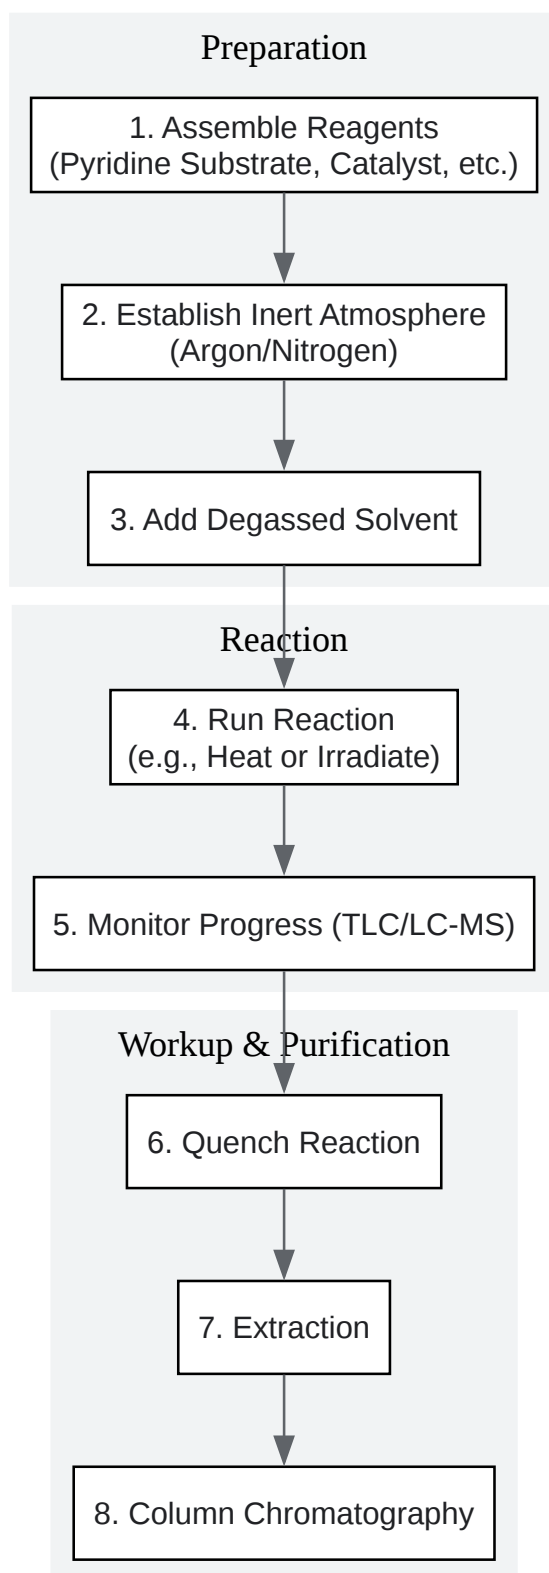 Preparation
1. Assemble Reagents
(Pyridine Substrate, Catalyst, etc.)
2. Establish Inert Atmosphere
(Argon/Nitrogen)
3. Add Degassed Solvent
Reaction
4. Run Reaction
(e.g., Heat or Irradiate)
5. Monitor Progress (TLC/LC-MS)
Workup & Purification
6. Quench Reaction
7. Extraction
8. Column Chromatography